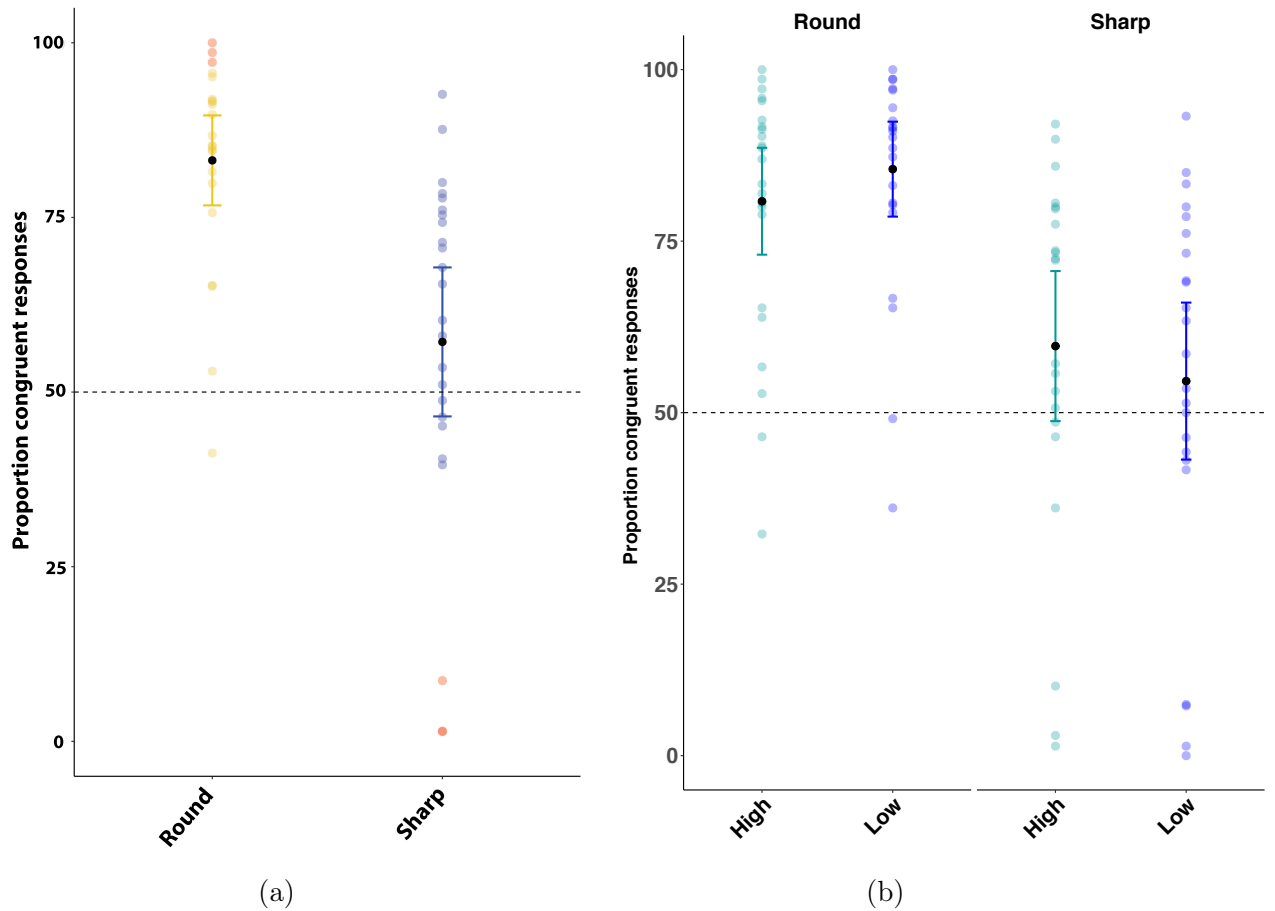 Proportion congruent responses
100
75
50
25
0
Round
Sharp
(a)
Round
Sharp
Proportion congruent responses
100
75
50
25
0
High
Low
High
Low
(b)